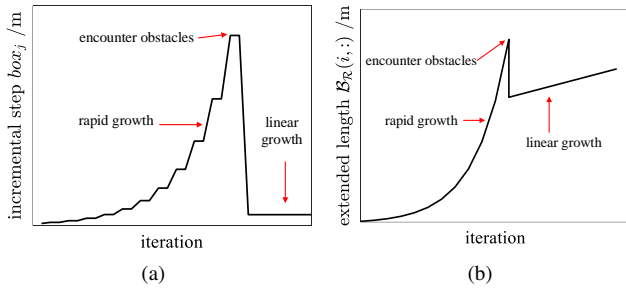 incremental step box_j /m
encounter obstacles
rapid growth
linear
growth
iteration
(a)
extended length B_R(i,:) /m
encounter obstacles
rapid growth
linear growth
iteration
(b)